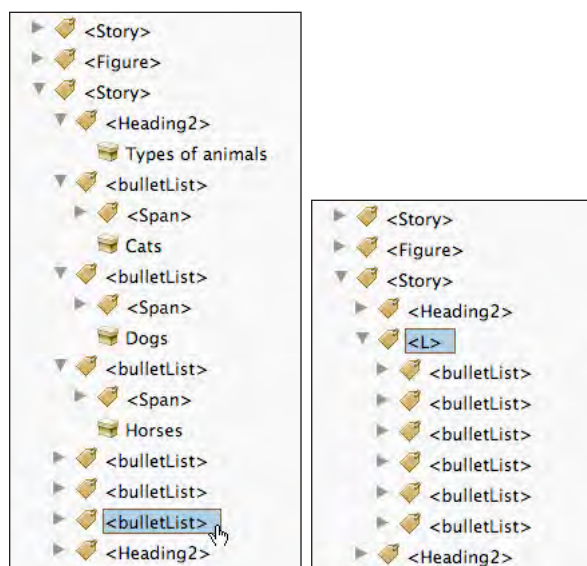 <Story>
<Figure>
<Story>
<Heading2>
Types of animals
<bulletList>
<Span>
Cats
<bulletList>
<Span>
Dogs
<bulletList>
<Span>
Horses
<bulletList>
<bulletList>
<bulletList>
<Heading2>
<Story>
<Figure>
<Story>
<Heading2>
<L>
<bulletList>
<bulletList>
<bulletList>
<bulletList>
<bulletList>
<bulletList>
<Heading2>